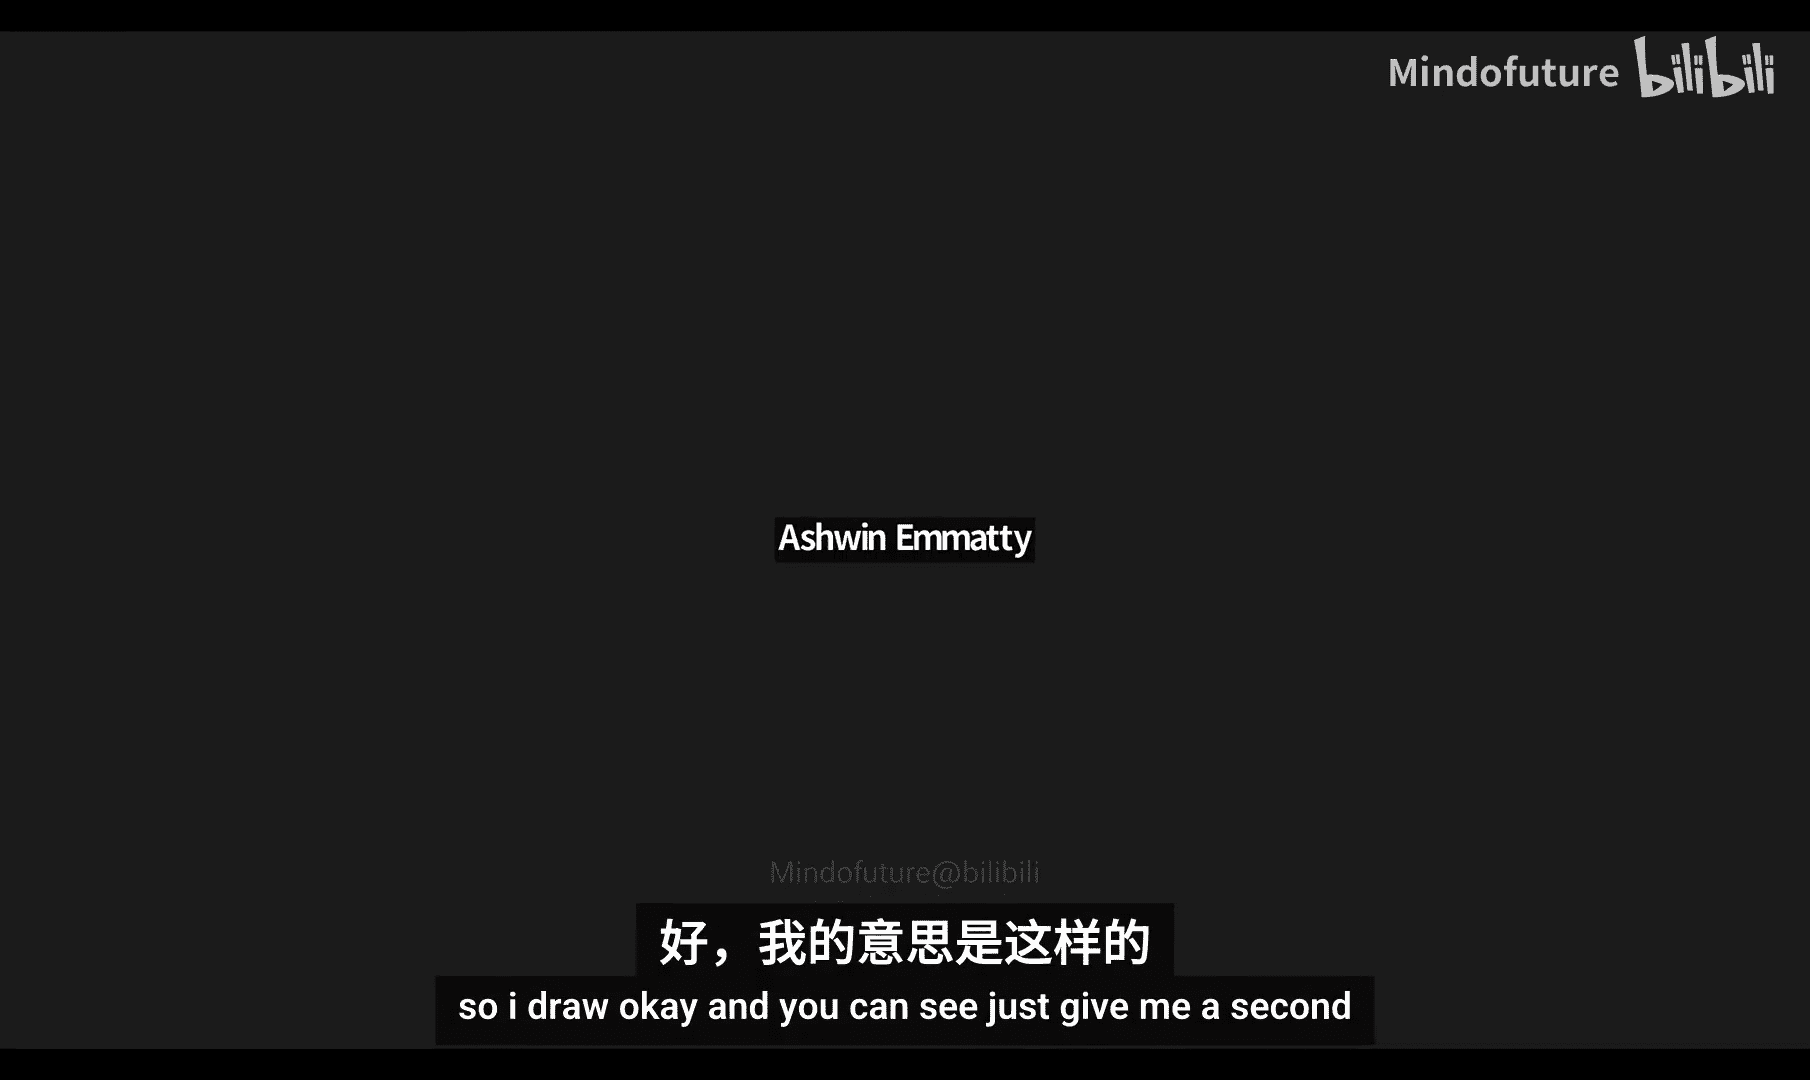 Mindofuture bilibili
Ashwin Emmatty
Mindofuture@bilibili
好，我的意思是这样的
so i draw okay and you can see just give me a second